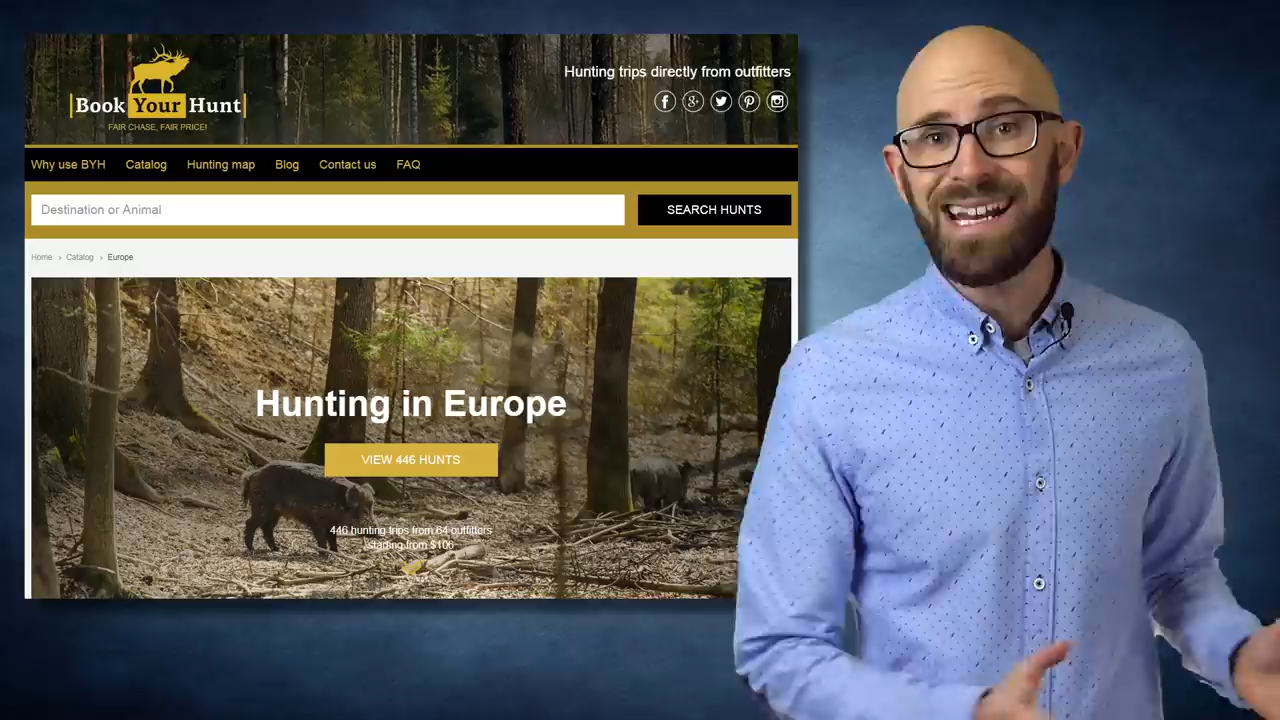 Book Your Hunt
FAIR CHASE, FAIR PRICE!
Hunting trips directly from outfitters
Why use BYH Catalog Hunting map Blog Contact us FAQ
Destination or Animal
SEARCH HUNTS
Home › Catalog › Europe
Hunting in Europe
VIEW 446 HUNTS
446 hunting trips from 64 outfitters
starting from $106